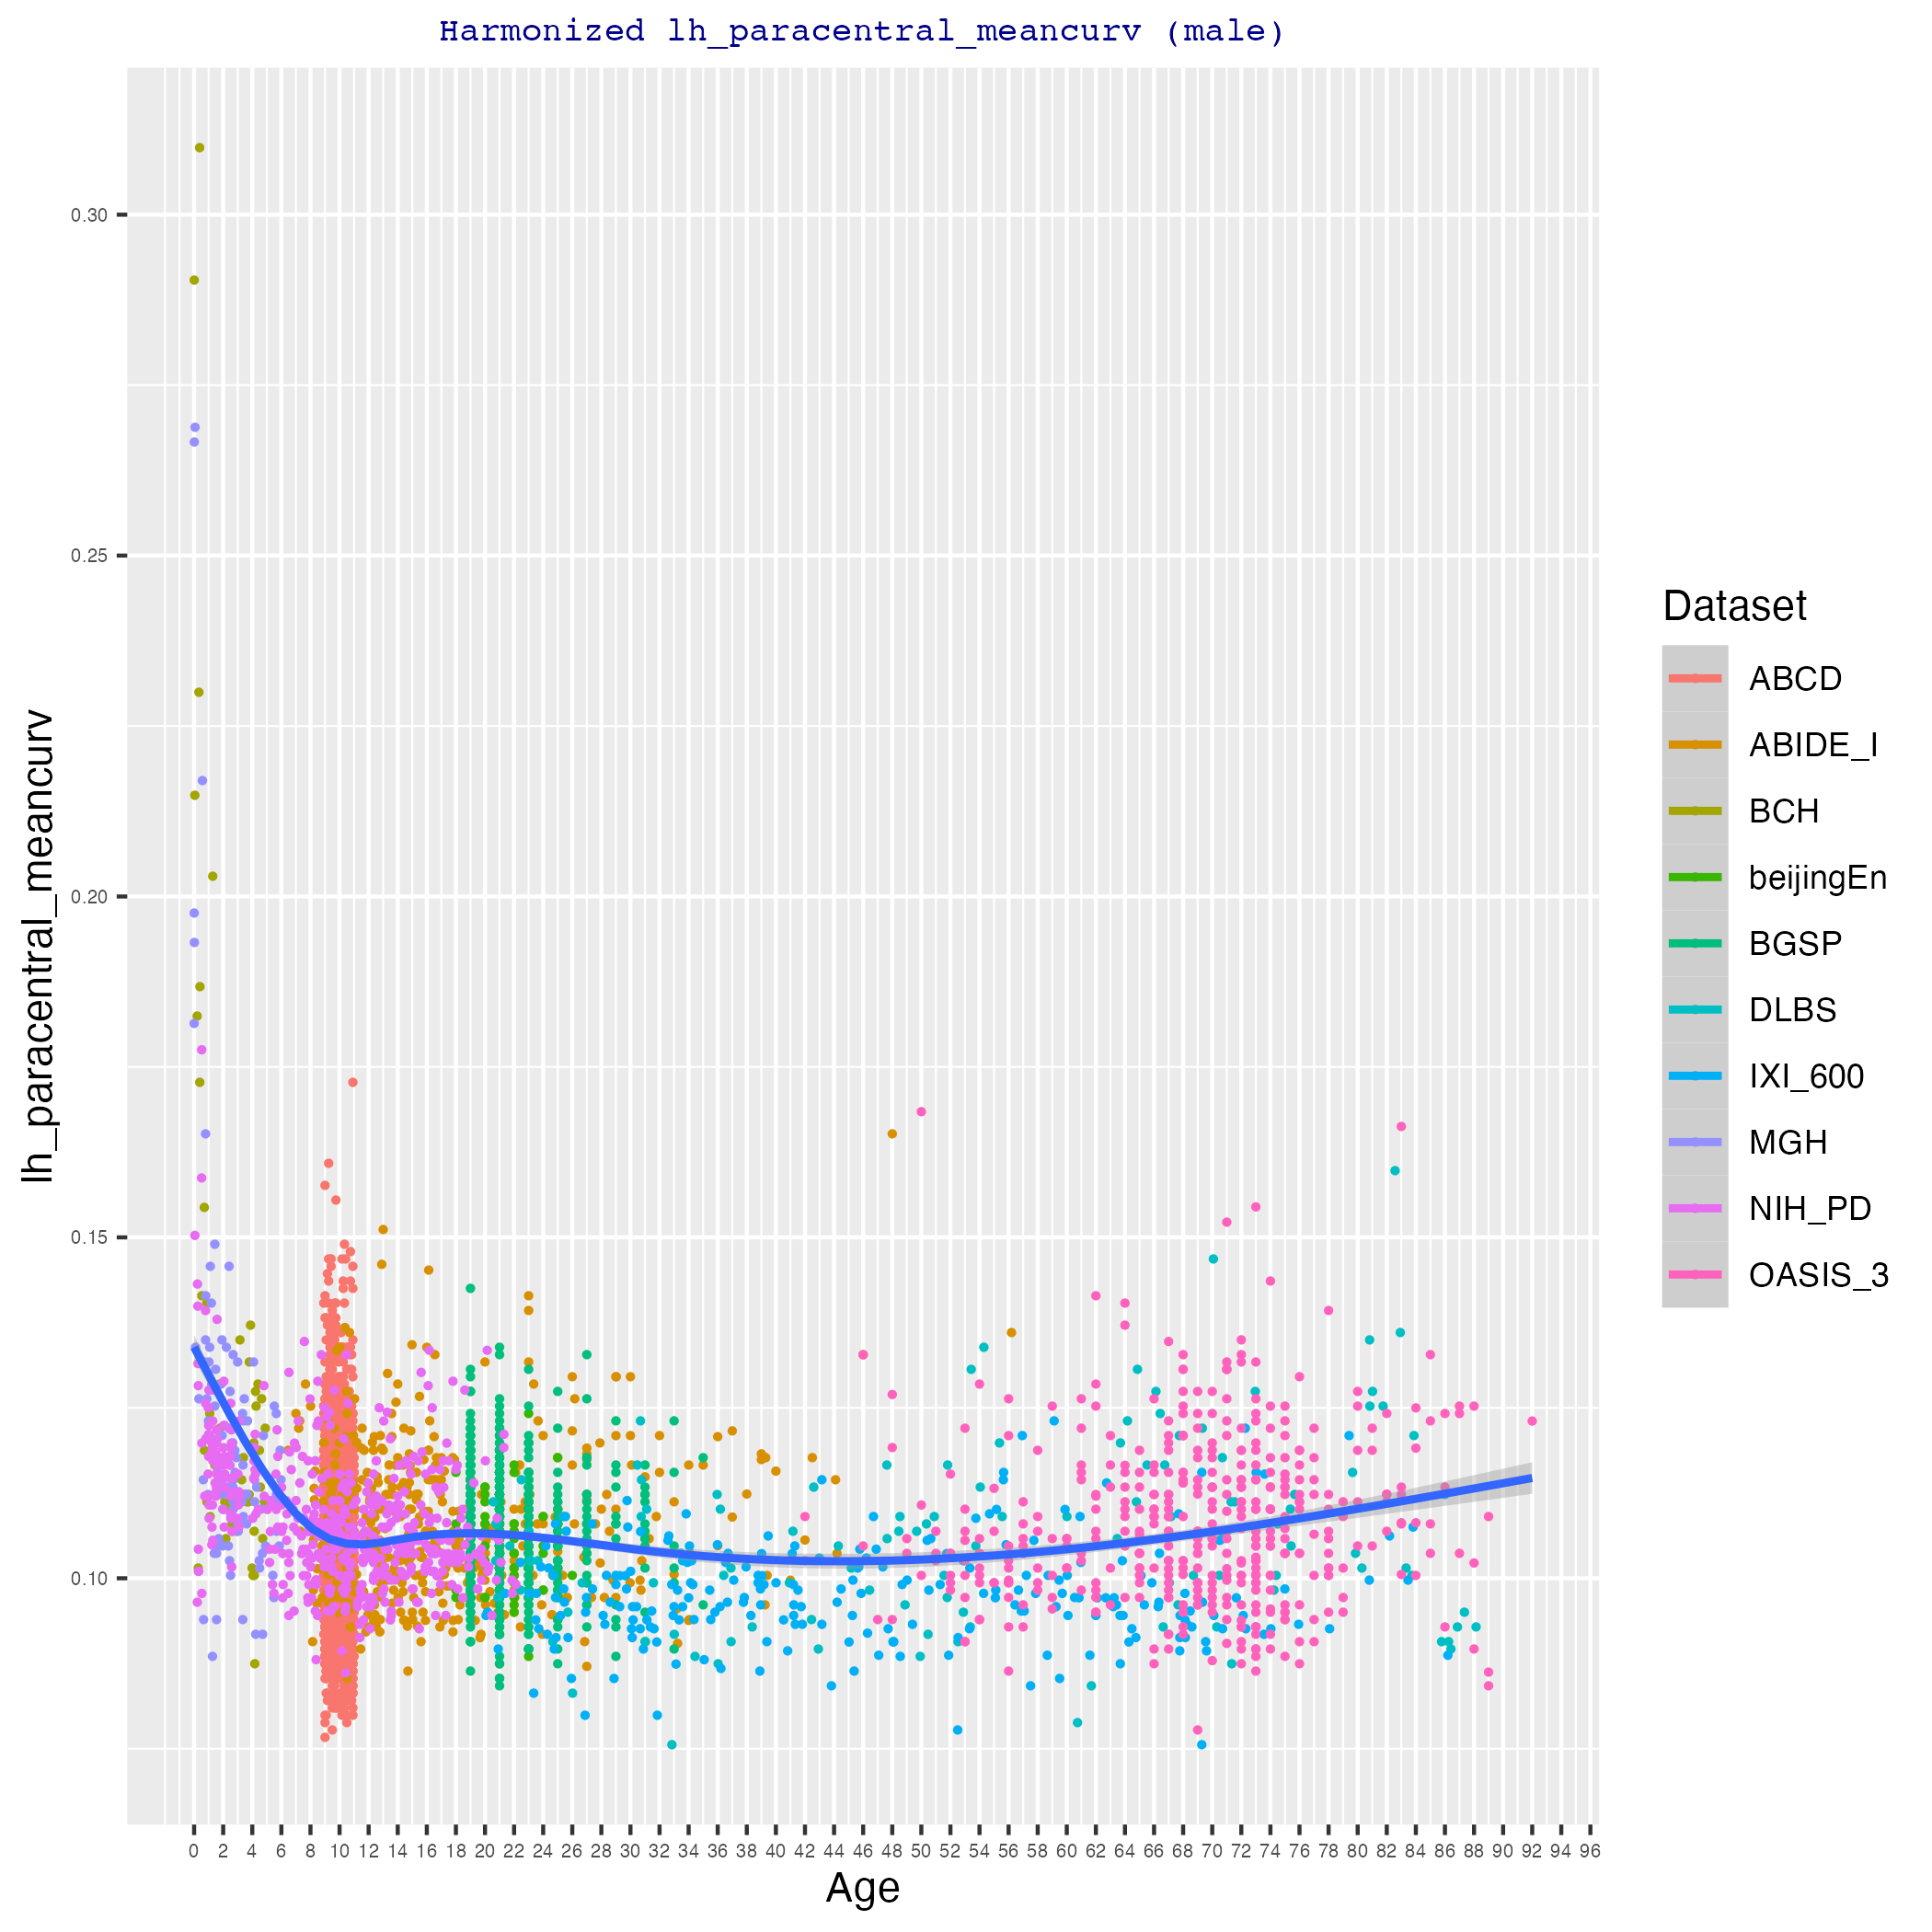 Harmonized lh_paracentral_meancurv (male)
lh_paracentral_meancurv
0.30
0.25
0.20
0.15
0.10
0 2 4 6 8 10 12 14 16 18 20 22 24 26 28 30 32 34 36 38 40 42 44 46 48 50 52 54 56 58 60 62 64 66 68 70 72 74 76 78 80 82 84 86 88 90 92 94 96
Age
Dataset
ABCD
ABIDE_I
BCH
beijingEn
BGSP
DLBS
IXI_600
MGH
NIH_PD
OASIS_3